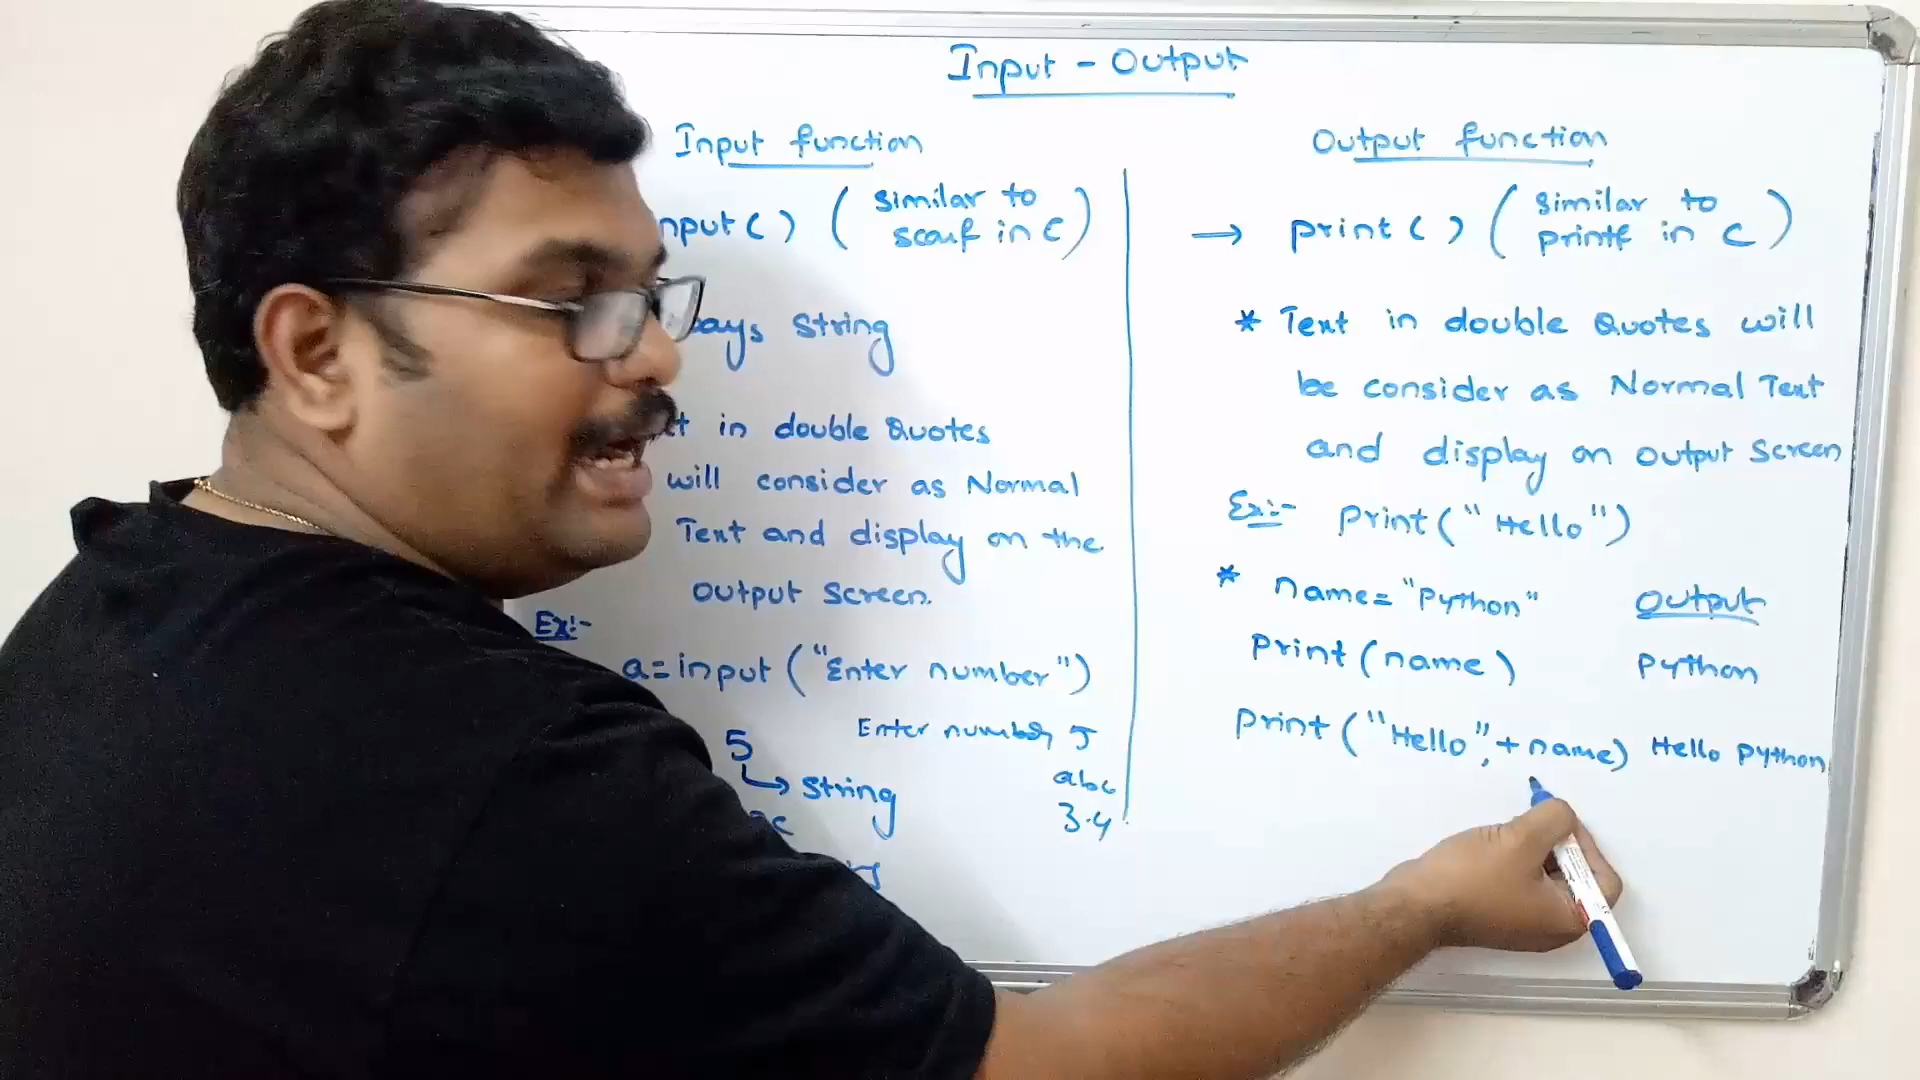 Input - Output
Input function
nput() (similar to
scanf in C)
ays string
t in double Quotes
will consider as Normal
Text and display on the
output screen.
Ex:-
a=input("Enter number")
Enter number 5
5
↳ string
abc
3.4
Output function
→ print() (similar to
printf in C)
* Text in double Quotes will
be consider as Normal Text
and display on output screen
Ex:- print("Hello")
* name="Python"
Output
print(name)
python
print("Hello",+name) Hello python